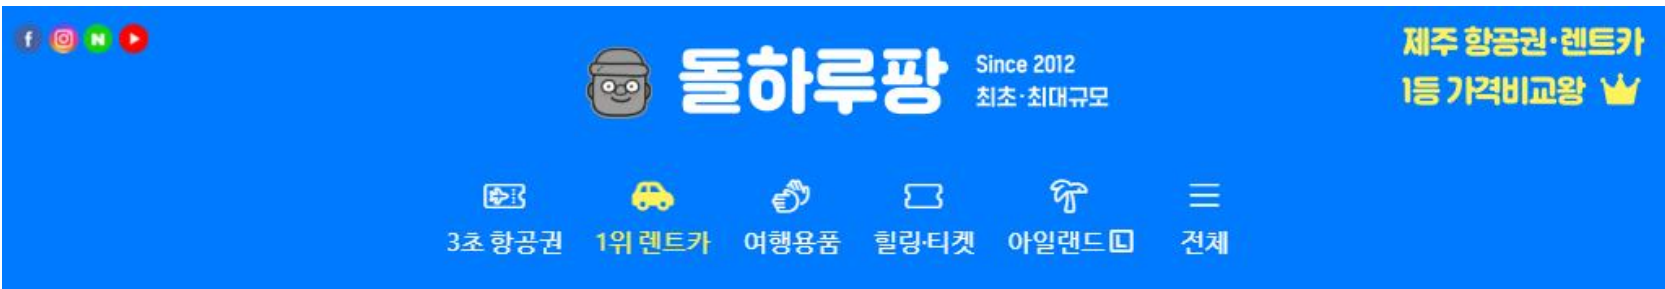 돌하루팡
Since 2012
최초·최대규모
제주 항공권·렌트카
1등 가격비교왕
3초 항공권
1위 렌트카
여행용품
힐링·티켓
아일랜드 L
전체